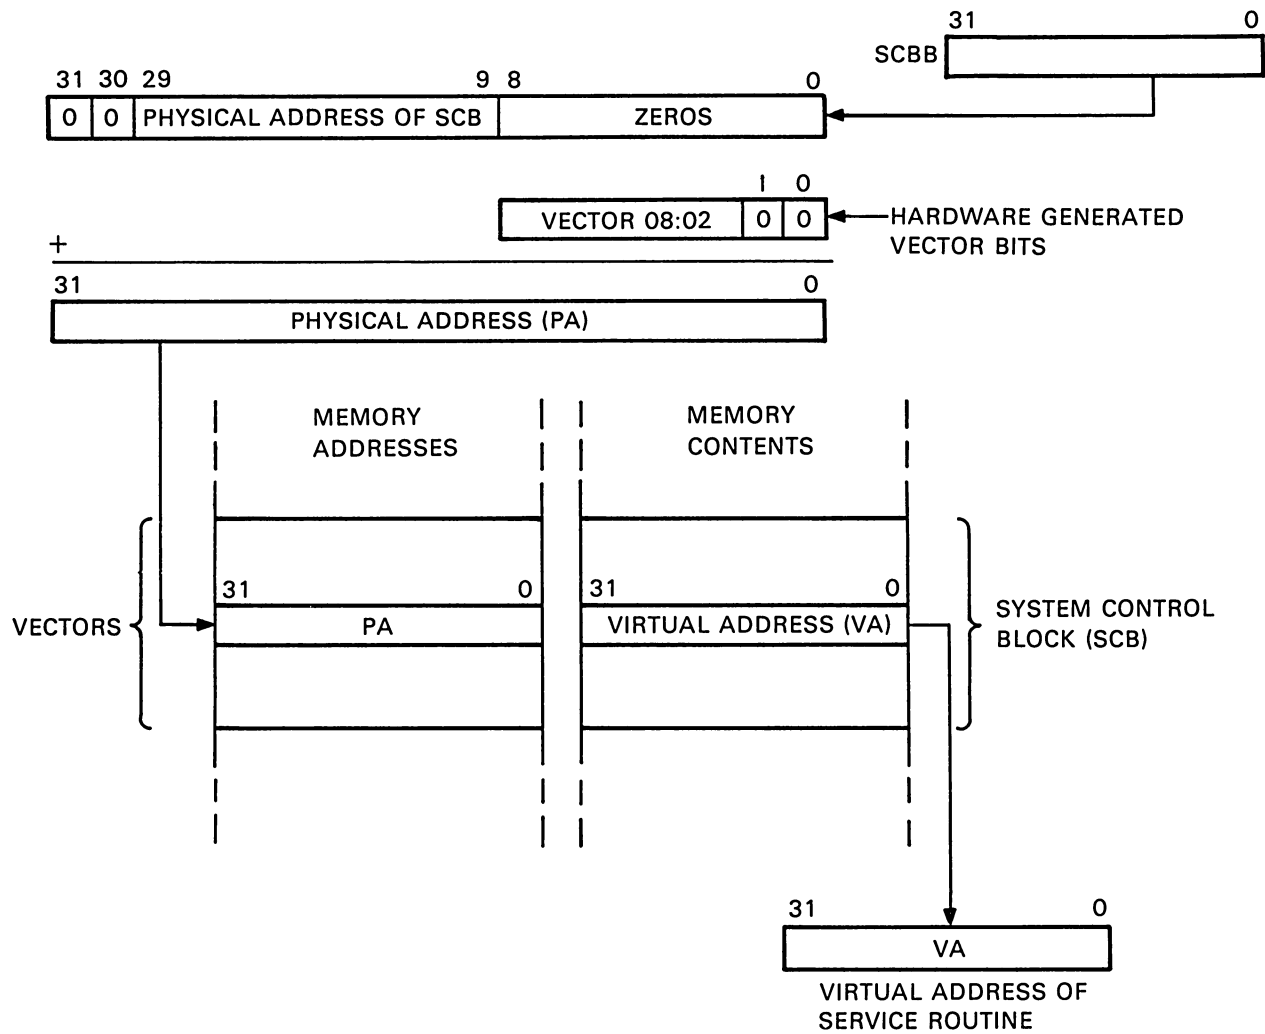 31 0
SCBB
31 30 29 9 8 0
0 0 PHYSICAL ADDRESS OF SCB ZEROS
1 0
VECTOR 08:02 0 0
HARDWARE GENERATED
VECTOR BITS
+
31 0
PHYSICAL ADDRESS (PA)
MEMORY
ADDRESSES
MEMORY
CONTENTS
31 0
31 0
VECTORS
PA
VIRTUAL ADDRESS (VA)
SYSTEM CONTROL
BLOCK (SCB)
31 0
VA
VIRTUAL ADDRESS OF
SERVICE ROUTINE